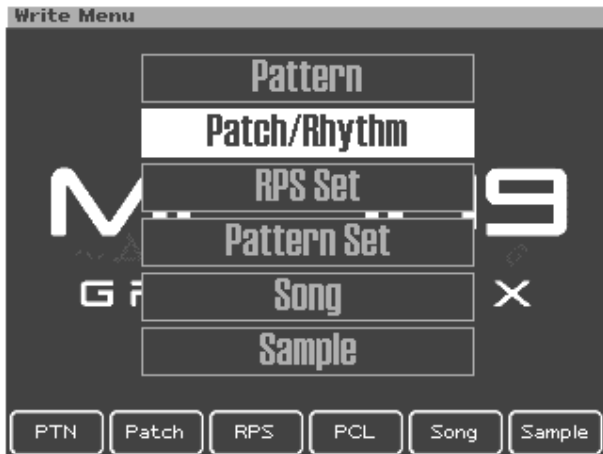 Write Menu
Pattern
Patch/Rhythm
RPS Set
Pattern Set
Song
Sample
PTN Patch RPS PCL Song Sample